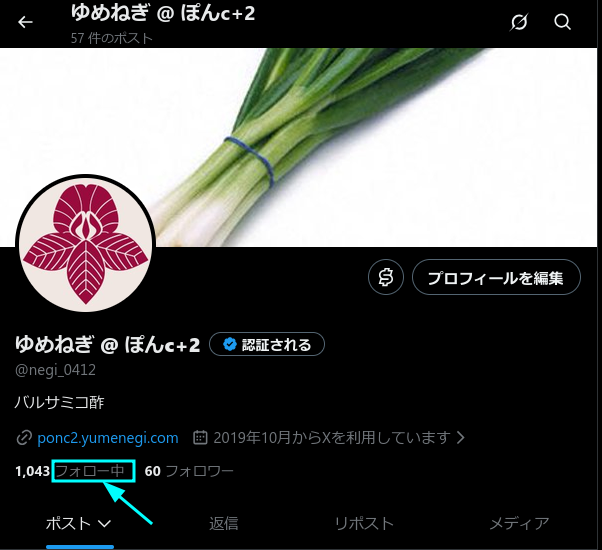 ゆめねぎ @ ぽんc+2
57 件のポスト
プロフィールを編集
ゆめねぎ @ ぽんc+2 認証される
@negi_0412
バルサミコ酢
ponc2.yumenegi.com 2019年10月からXを利用しています
1,043 フォロー中 60 フォロワー
ポスト 返信 リポスト メディア